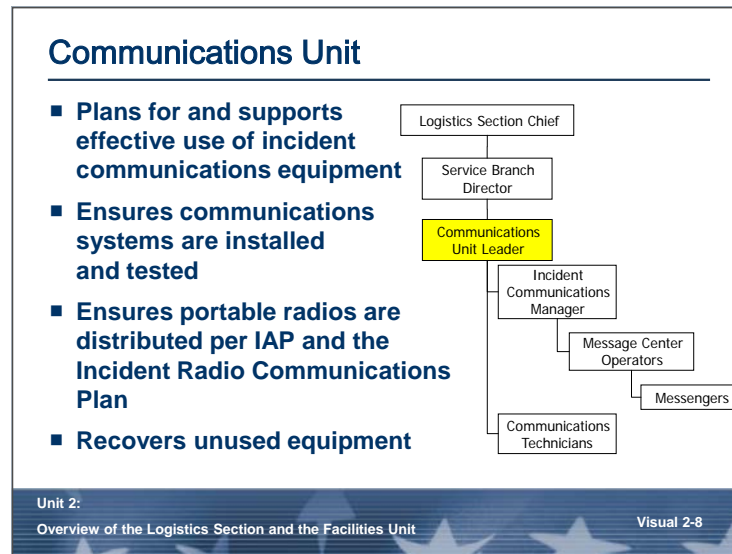 Communications Unit
Plans for and supports
effective use of incident
communications equipment
Ensures communications
systems are installed
and tested
Ensures portable radios are
distributed per IAP and the
Incident Radio Communications
Plan
Recovers unused equipment
Logistics Section Chief
Service Branch
Director
Communications
Unit Leader
Incident
Communications
Manager
Message Center
Operators
Messengers
Communications
Technicians
Unit 2:
Overview of the Logistics Section and the Facilities Unit
Visual 2-8